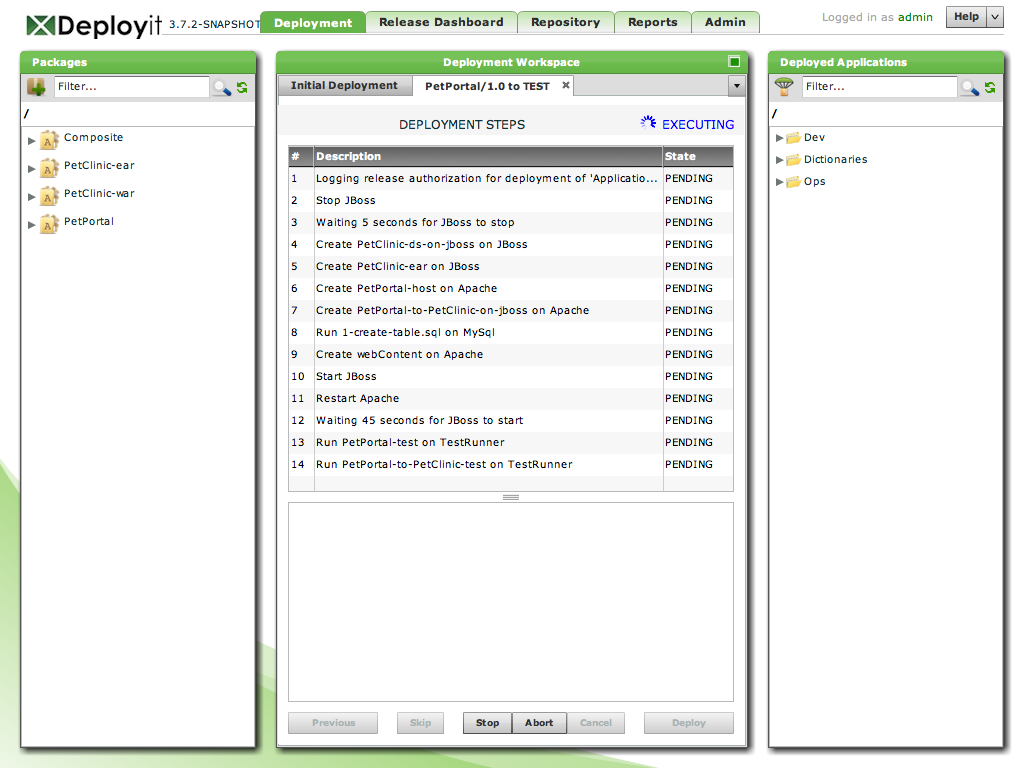 Deployit 3.7.2-SNAPSHOT Deployment Release Dashboard Repository Reports Admin Logged in as admin Help
Packages
Filter...
/
Composite
PetClinic-ear
PetClinic-war
PetPortal
Deployment Workspace
Initial Deployment PetPortal/1.0 to TEST
DEPLOYMENT STEPS EXECUTING
# Description State
1 Logging release authorization for deployment of 'Applicatio... PENDING
2 Stop JBoss PENDING
3 Waiting 5 seconds for JBoss to stop PENDING
4 Create PetClinic-ds-on-jboss on JBoss PENDING
5 Create PetClinic-ear on JBoss PENDING
6 Create PetPortal-host on Apache PENDING
7 Create PetPortal-to-PetClinic-on-jboss on Apache PENDING
8 Run 1-create-table.sql on MySql PENDING
9 Create webContent on Apache PENDING
10 Start JBoss PENDING
11 Restart Apache PENDING
12 Waiting 45 seconds for JBoss to start PENDING
13 Run PetPortal-test on TestRunner PENDING
14 Run PetPortal-to-PetClinic-test on TestRunner PENDING
Previous Skip Stop Abort Cancel Deploy
Deployed Applications
Filter...
/
Dev
Dictionaries
Ops